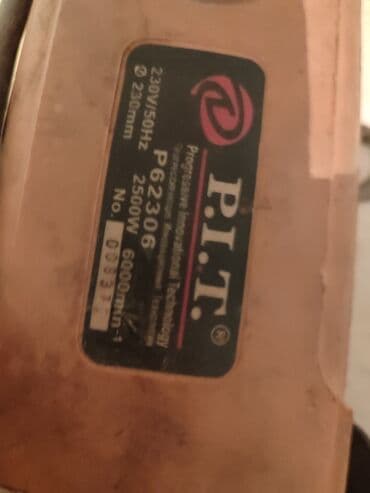 P.I.T.®
Progressive Innovational Technology
P62306
230V/50Hz 2500W 6000min⁻¹
Ø 230mm No.